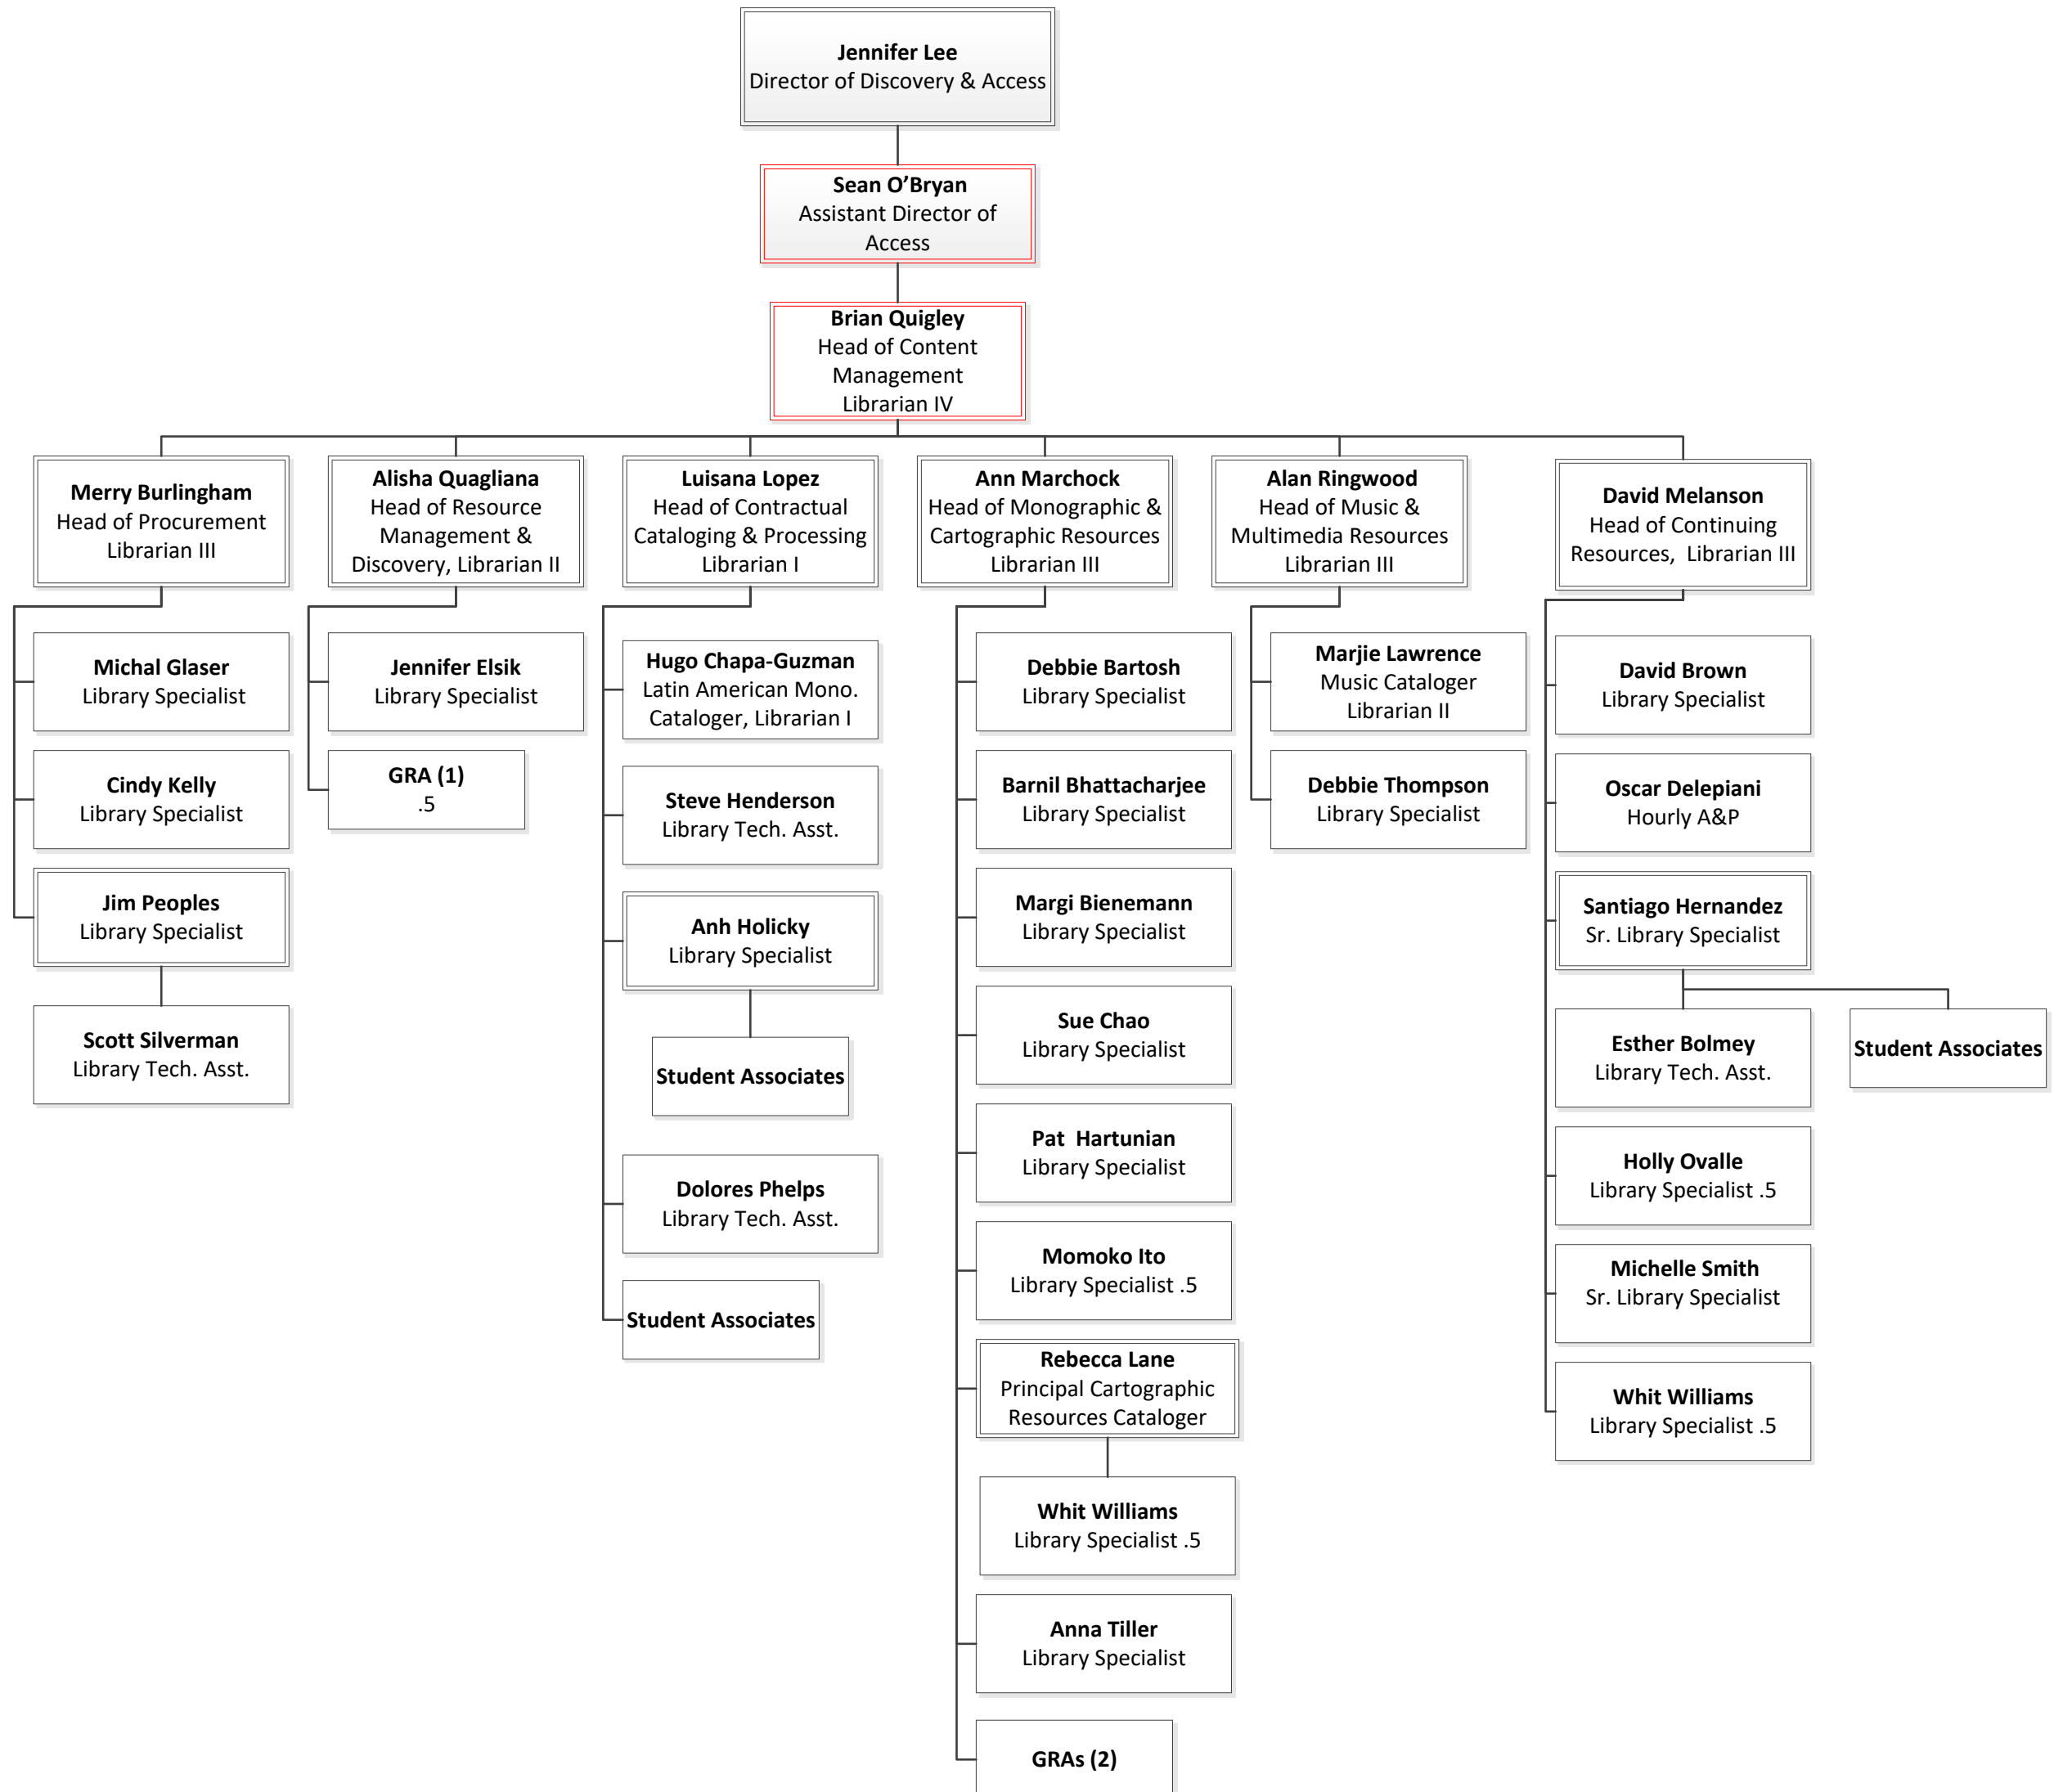 Jennifer Lee
Director of Discovery & Access
Sean O’Bryan
Assistant Director of
Access
Brian Quigley
Head of Content
Management
Librarian IV
Merry Burlingham
Head of Procurement
Librarian III
Michal Glaser
Library Specialist
Cindy Kelly
Library Specialist
Jim Peoples
Library Specialist
Scott Silverman
Library Tech. Asst.
Alisha Quagliana
Head of Resource
Management &
Discovery, Librarian II
Jennifer Elsik
Library Specialist
GRA (1)
.5
Luisana Lopez
Head of Contractual
Cataloging & Processing
Librarian I
Hugo Chapa-Guzman
Latin American Mono.
Cataloger, Librarian I
Steve Henderson
Library Tech. Asst.
Anh Holicky
Library Specialist
Student Associates
Dolores Phelps
Library Tech. Asst.
Student Associates
Ann Marchock
Head of Monographic &
Cartographic Resources
Librarian III
Debbie Bartosh
Library Specialist
Barnil Bhattacharjee
Library Specialist
Margi Bienemann
Library Specialist
Sue Chao
Library Specialist
Pat  Hartunian
Library Specialist
Momoko Ito
Library Specialist .5
Rebecca Lane
Principal Cartographic
Resources Cataloger
Whit Williams
Library Specialist .5
Anna Tiller
Library Specialist
GRAs (2)
Alan Ringwood
Head of Music &
Multimedia Resources
Librarian III
Marjie Lawrence
Music Cataloger
Librarian II
Debbie Thompson
Library Specialist
David Melanson
Head of Continuing
Resources,  Librarian III
David Brown
Library Specialist
Oscar Delepiani
Hourly A&P
Santiago Hernandez
Sr. Library Specialist
Esther Bolmey
Library Tech. Asst.
Student Associates
Holly Ovalle
Library Specialist .5
Michelle Smith
Sr. Library Specialist
Whit Williams
Library Specialist .5